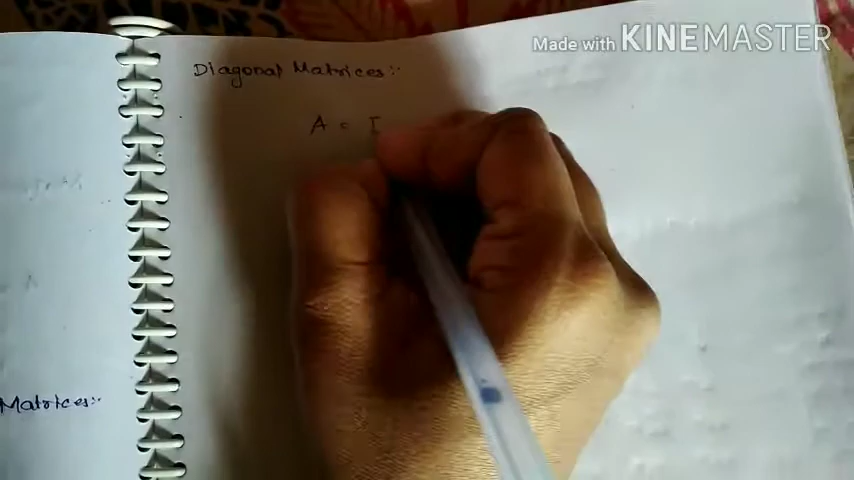 Made with KINEMASTER
Diagonal Matrices:-
A =
Matrices:-